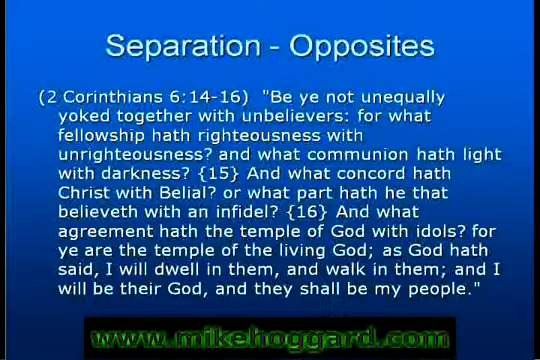 Separation - Opposites
(2 Corinthians 6:14-16)  "Be ye not unequally
yoked together with unbelievers: for what
fellowship hath righteousness with
unrighteousness? and what communion hath light
with darkness? {15} And what concord hath
Christ with Belial? or what part hath he that
believeth with an infidel? {16} And what
agreement hath the temple of God with idols? for
ye are the temple of the living God; as God hath
said, I will dwell in them, and walk in them; and I
will be their God, and they shall be my people."
www.mikehoggard.com